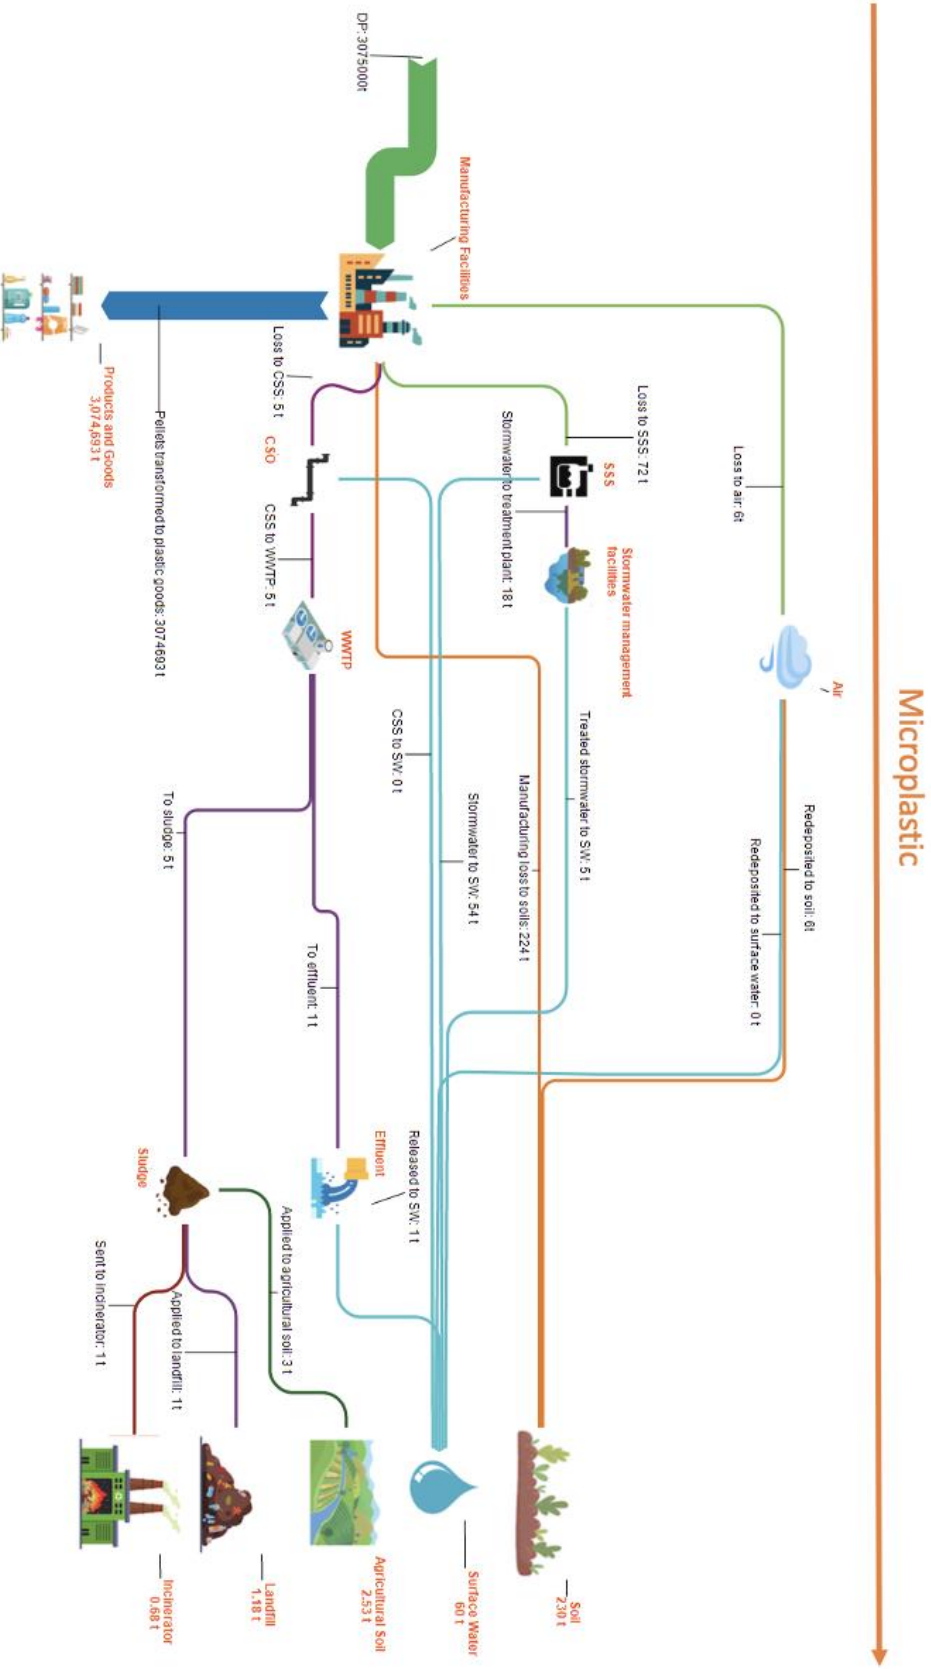 Microplastic
DP: 3075000t
Manufacturing Facilities
Loss to air: 6t
Air
Redeposited to soil: 6t
Redeposited to surface water: 0 t
Loss to SSS: 72 t
SSS
Stormwater to treatment plant: 18 t
Stormwater management
facilities
Treated stormwater to SW: 5 t
Manufacturing loss to soils: 224 t
Stormwater to SW: 54 t
CSS to SW: 0 t
Loss to CSS: 5 t
CSO
CSS to WWTP: 5 t
WWTP
To effluent: 1 t
To sludge: 5 t
Effluent
Released to SW: 1 t
Sludge
Applied to agricultural soil: 3 t
Applied to landfill: 1 t
Sent to incinerator: 1 t
Soil
230 t
Surface Water
60 t
Agricultural Soil
2.53 t
Landfill
1.18 t
Incinerator
0.68 t
Pellets transformed to plastic goods: 3074693 t
Products and Goods
3,074,693 t